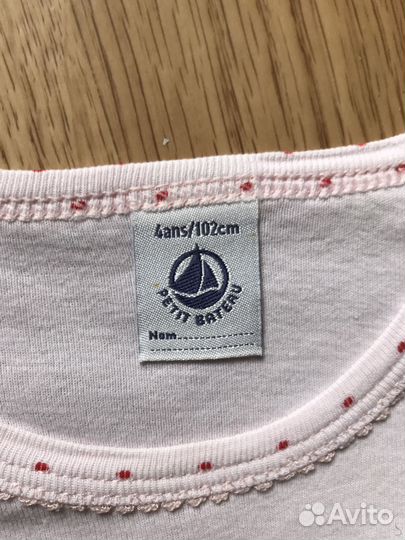 4ans/102cm
PETIT BATEAU
Nom
Avito